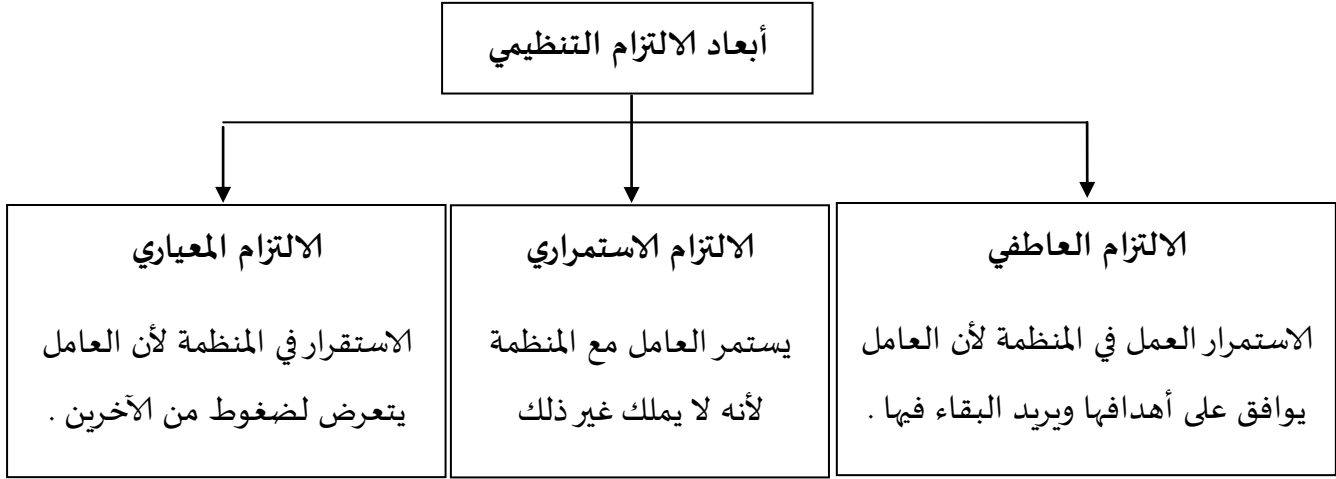 أبعاد الالتزام التنظيمي
الالتزام العاطفي
الاستمرار العمل في المنظمة لأن العامل
يوافق على أهدافها ويريد البقاء فيها .
الالتزام الاستمراري
يستمر العامل مع المنظمة
لأنه لا يملك غير ذلك
الالتزام المعياري
الاستقرار في المنظمة لأن العامل
يتعرض لضغوط من الآخرين .